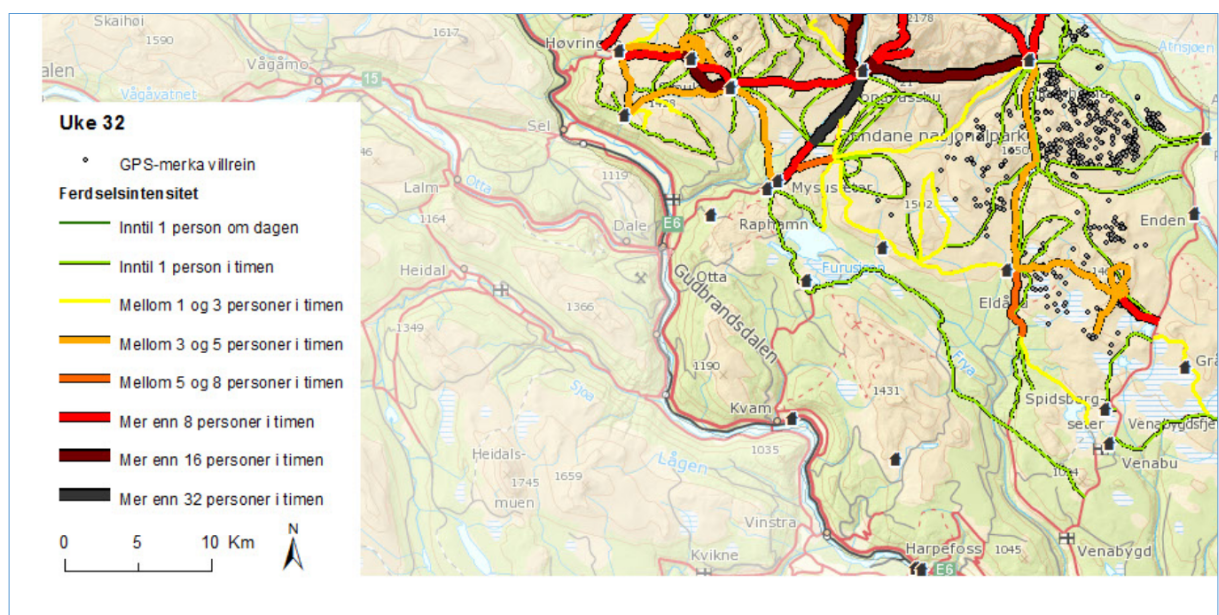 Skaihøi
1590
1617
Høvringe
2178
Atnsjøen
Vågåmo
15
Vågåvatnet
Uke 32
Sel
Rondane nasjonalpark
GPS-merka villrein
1119
Lalm
Otta
Mysuseter
1502
Ferdselsintensitet
1164
Dale
E6
Raphamn
Enden
Inntil 1 person om dagen
Heidal
Otta
Furusjøen
Inntil 1 person i timen
Gudbrandsdalen
Eldåbu
Mellom 1 og 3 personer i timen
1366
1349
Mellom 3 og 5 personer i timen
1190
Frya
Mellom 5 og 8 personer i timen
Sjoa
1431
Spidsberg-
seter
Mer enn 8 personer i timen
Kvam
Venabygdsfje
Mer enn 16 personer i timen
Heidals-
muen
1745
1659
Lågen
1035
Venabu
Mer enn 32 personer i timen
Vinstra
0 5 10 Km
N
Kvikne
Harpefoss
1045
Venabygd
E6